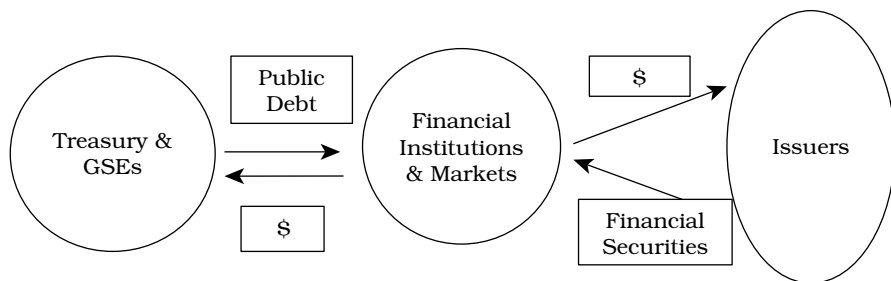 Treasury &
GSEs
Public
Debt
$
Financial
Institutions
& Markets
$
Financial
Securities
Issuers